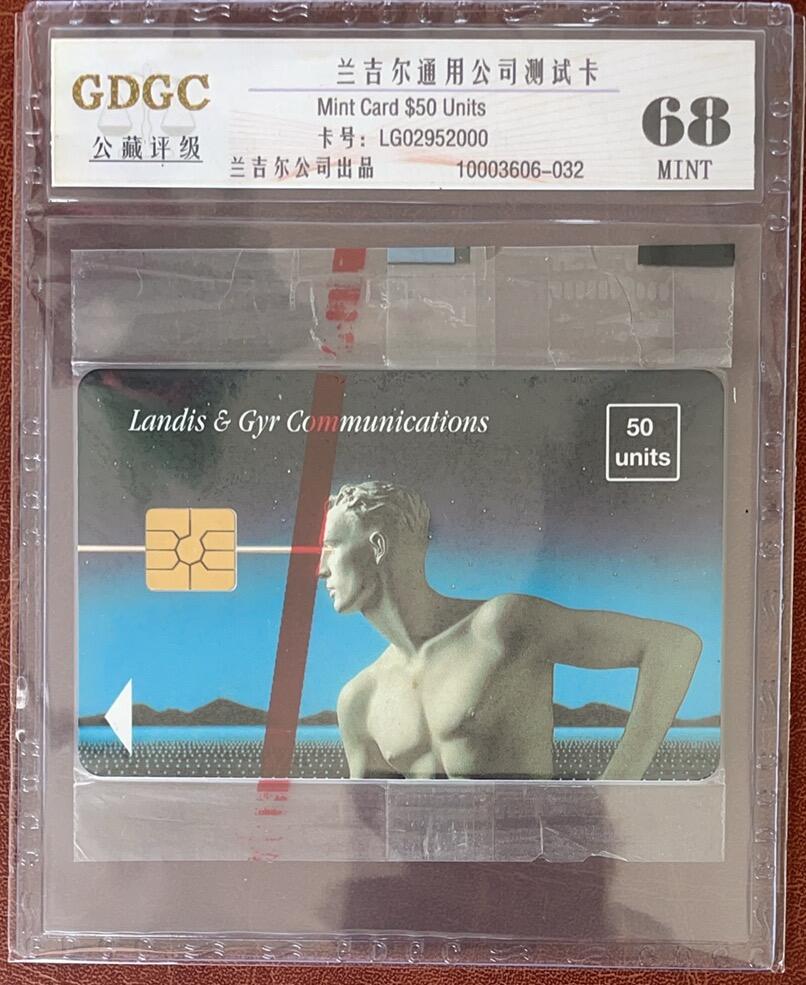 GDGC
公藏评级
兰吉尔通用公司测试卡
Mint Card $50 Units
卡号: LG02952000
兰吉尔公司出品 10003606-032
68
MINT
Landis & Gyr Communications
50
units